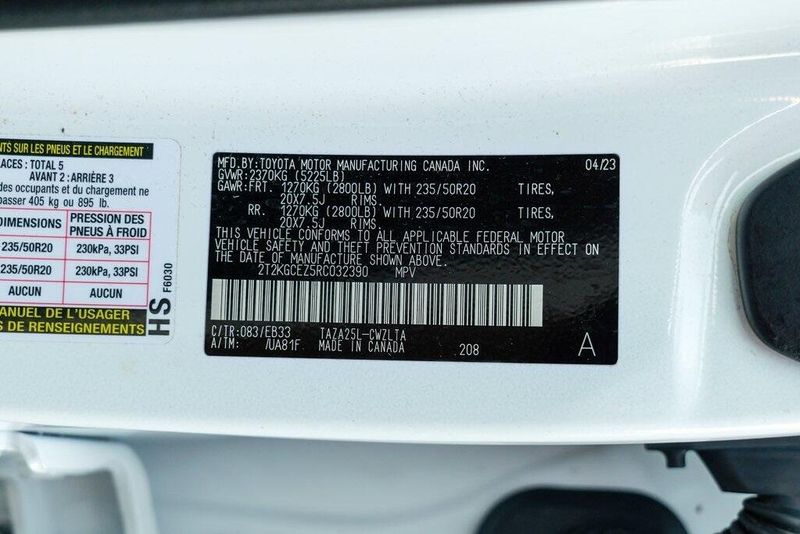 NTS SUR LES PNEUS ET LE CHARGEMENT
ACES: TOTAL 5
AVANT 2: ARRIÈRE 3
des occupants et du chargement ne
passer 405 kg ou 895 lb.
DIMENSIONS
PRESSION DES PNEUS À FROID
235/50R20
230kPa, 33PSI
235/50R20
230kPa, 33PSI
AUCUN
AUCUN
MANUEL DE L'USAGER
s de renseignements.
HS
F6030
MFD.BY:TOYOTA MOTOR MANUFACTURING CANADA INC. 04/23
GVWR:2370KG (5225LB)
GAWR:FRT. 1270KG (2800LB) WITH 235/50R20 TIRES,
20X7.5J RIMS.
RR. 1270KG (2800LB) WITH 235/50R20 TIRES,
20X7.5J RIMS.
THIS VEHICLE CONFORMS TO ALL APPLICABLE FEDERAL MOTOR
VEHICLE SAFETY AND THEFT PREVENTION STANDARDS IN EFFECT ON
THE DATE OF MANUFACTURE SHOWN ABOVE.
2T2KGCEZ5RC032390 MPV
C/TR:083/EB33 TAZA25L-CWZLTA
A/TM: /UA81F MADE IN CANADA 208
A